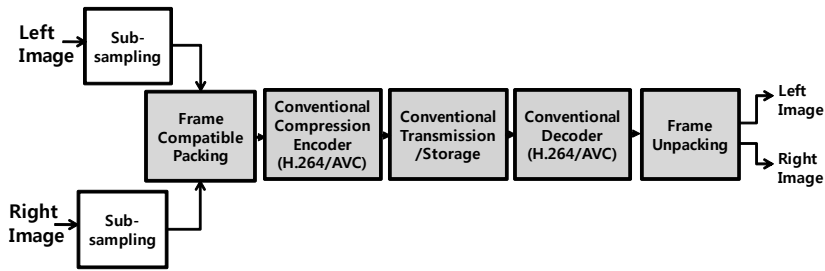 Left
Image
Sub-
sampling
Frame
Compatible
Packing
Conventional
Compression
Encoder
(H.264/AVC)
Conventional
Transmission
/Storage
Conventional
Decoder
(H.264/AVC)
Frame
Unpacking
Left
Image
Right
Image
Right
Image
Sub-
sampling